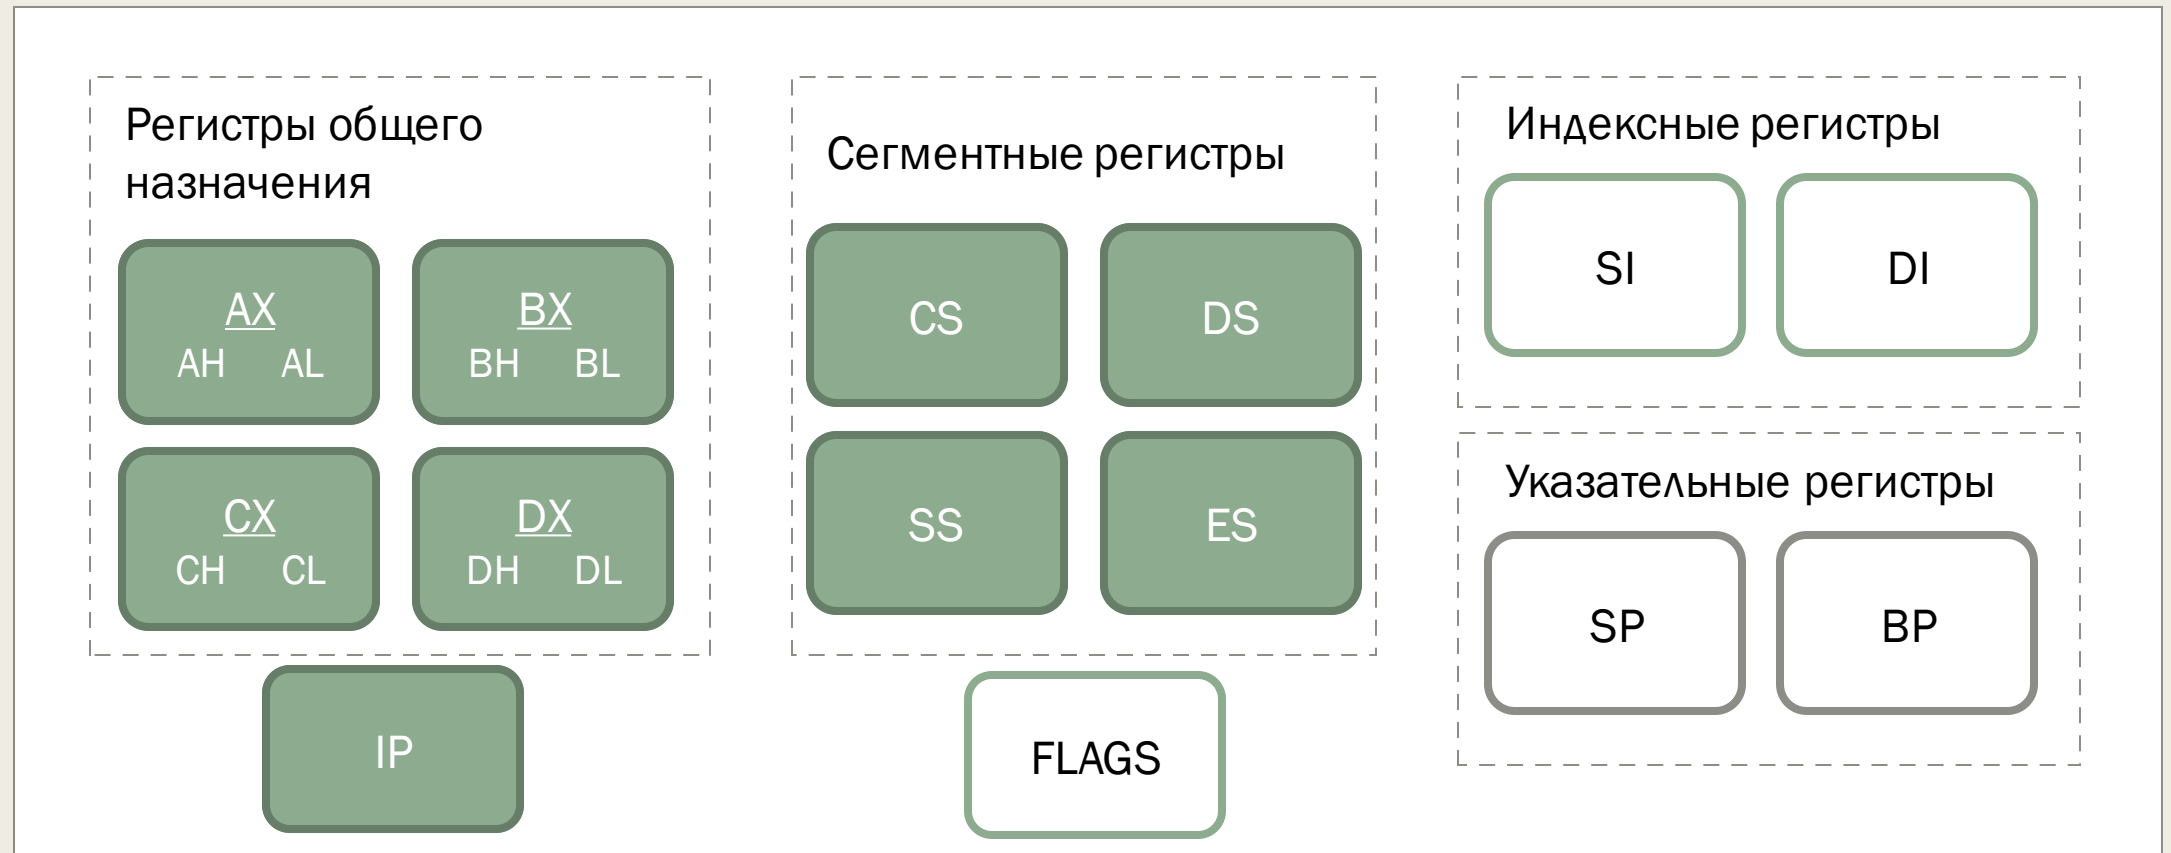 Регистры общего
назначения
AX
AH AL
BX
BH BL
CX
CH CL
DX
DH DL
IP
Сегментные регистры
CS
DS
SS
ES
FLAGS
Индексные регистры
SI
DI
Указательные регистры
SP
BP